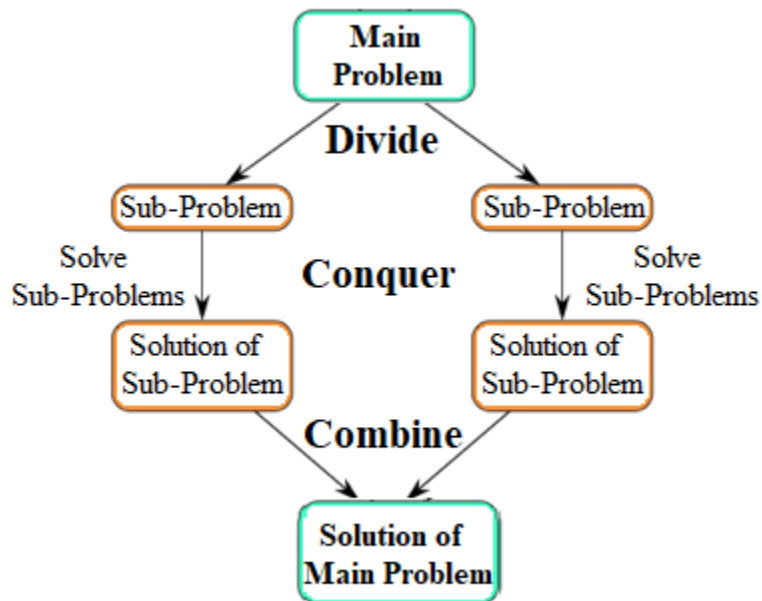 Main
Problem
Divide
Sub-Problem
Sub-Problem
Solve
Sub-Problems
Conquer
Solve
Sub-Problems
Solution of
Sub-Problem
Solution of
Sub-Problem
Combine
Solution of
Main Problem